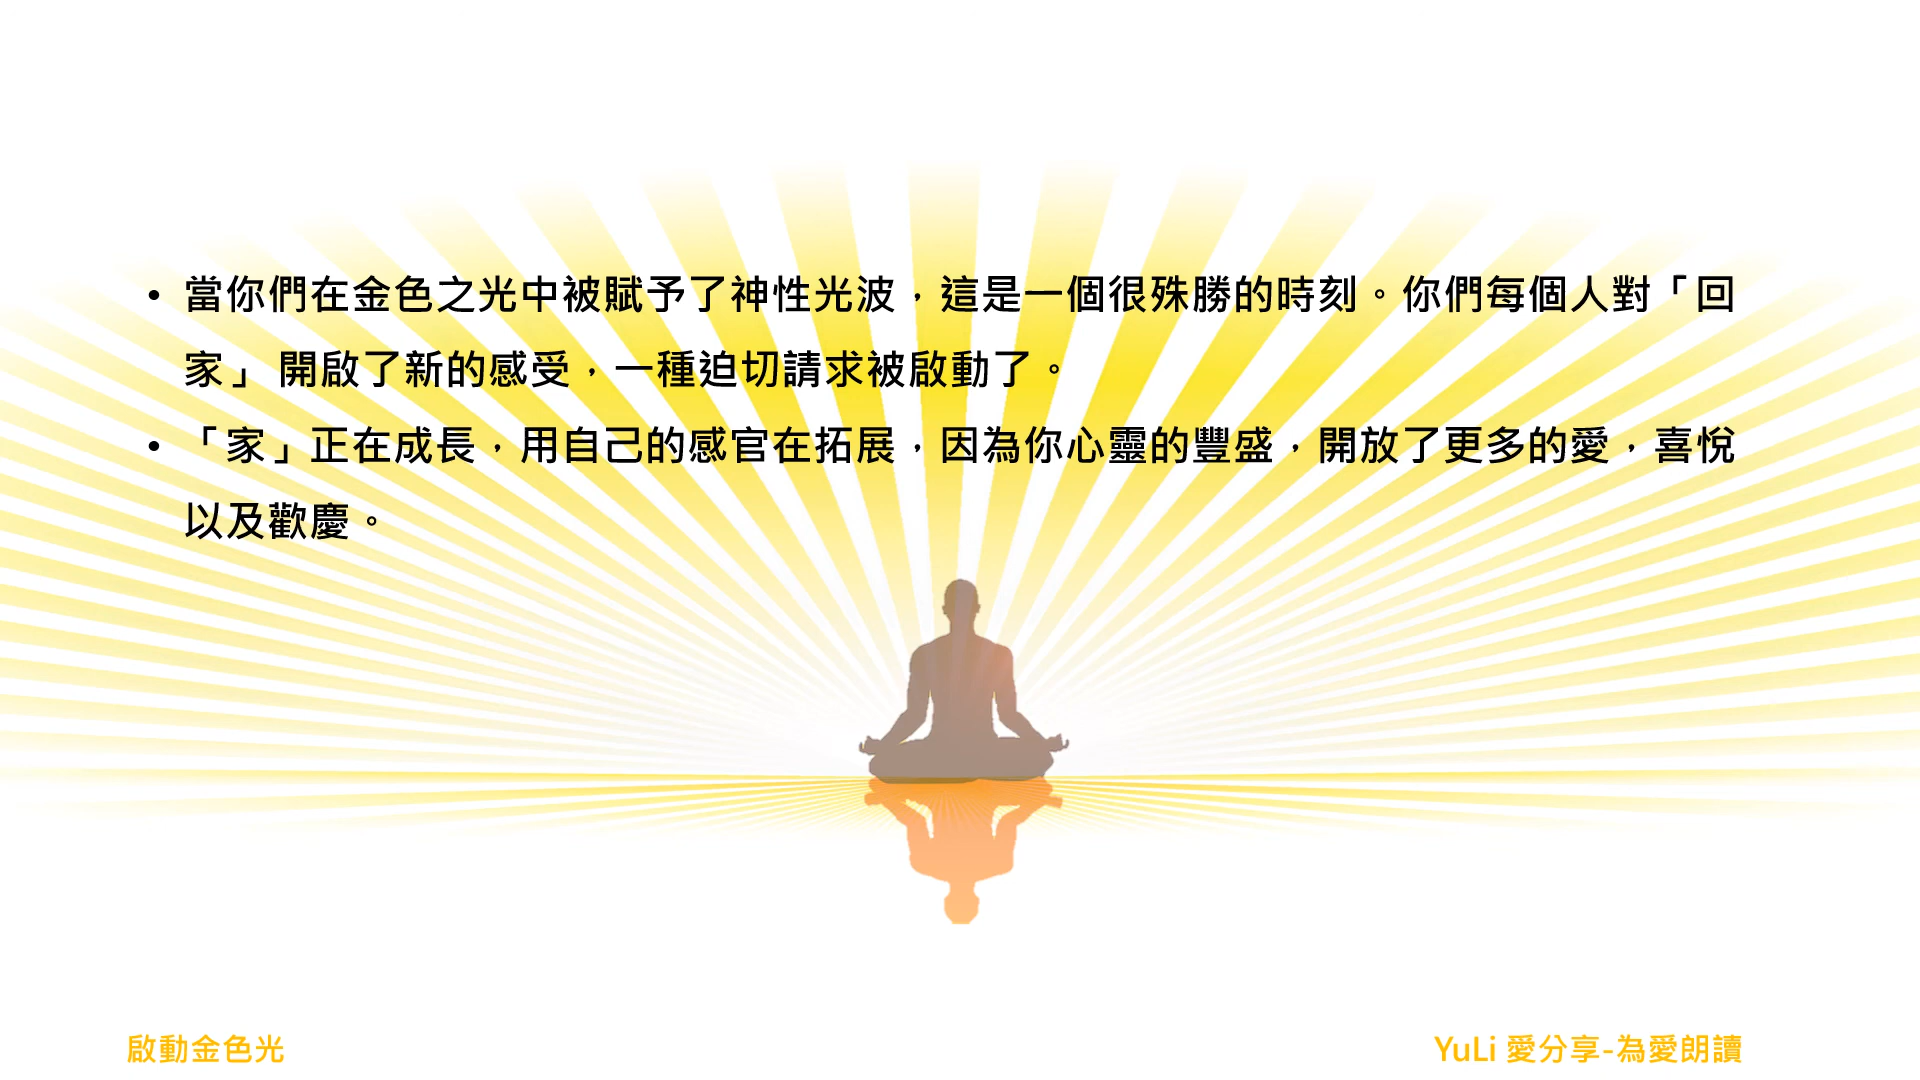 • 當你們在金色之光中被賦予了神性光波，這是一個很殊勝的時刻。你們每個人對「回
家」 開啟了新的感受，一種迫切請求被啟動了。
• 「家」正在成長，用自己的感官在拓展，因為你心靈的豐盛，開放了更多的愛，喜悅
以及歡慶。
啟動金色光
YuLi 愛分享-為愛朗讀